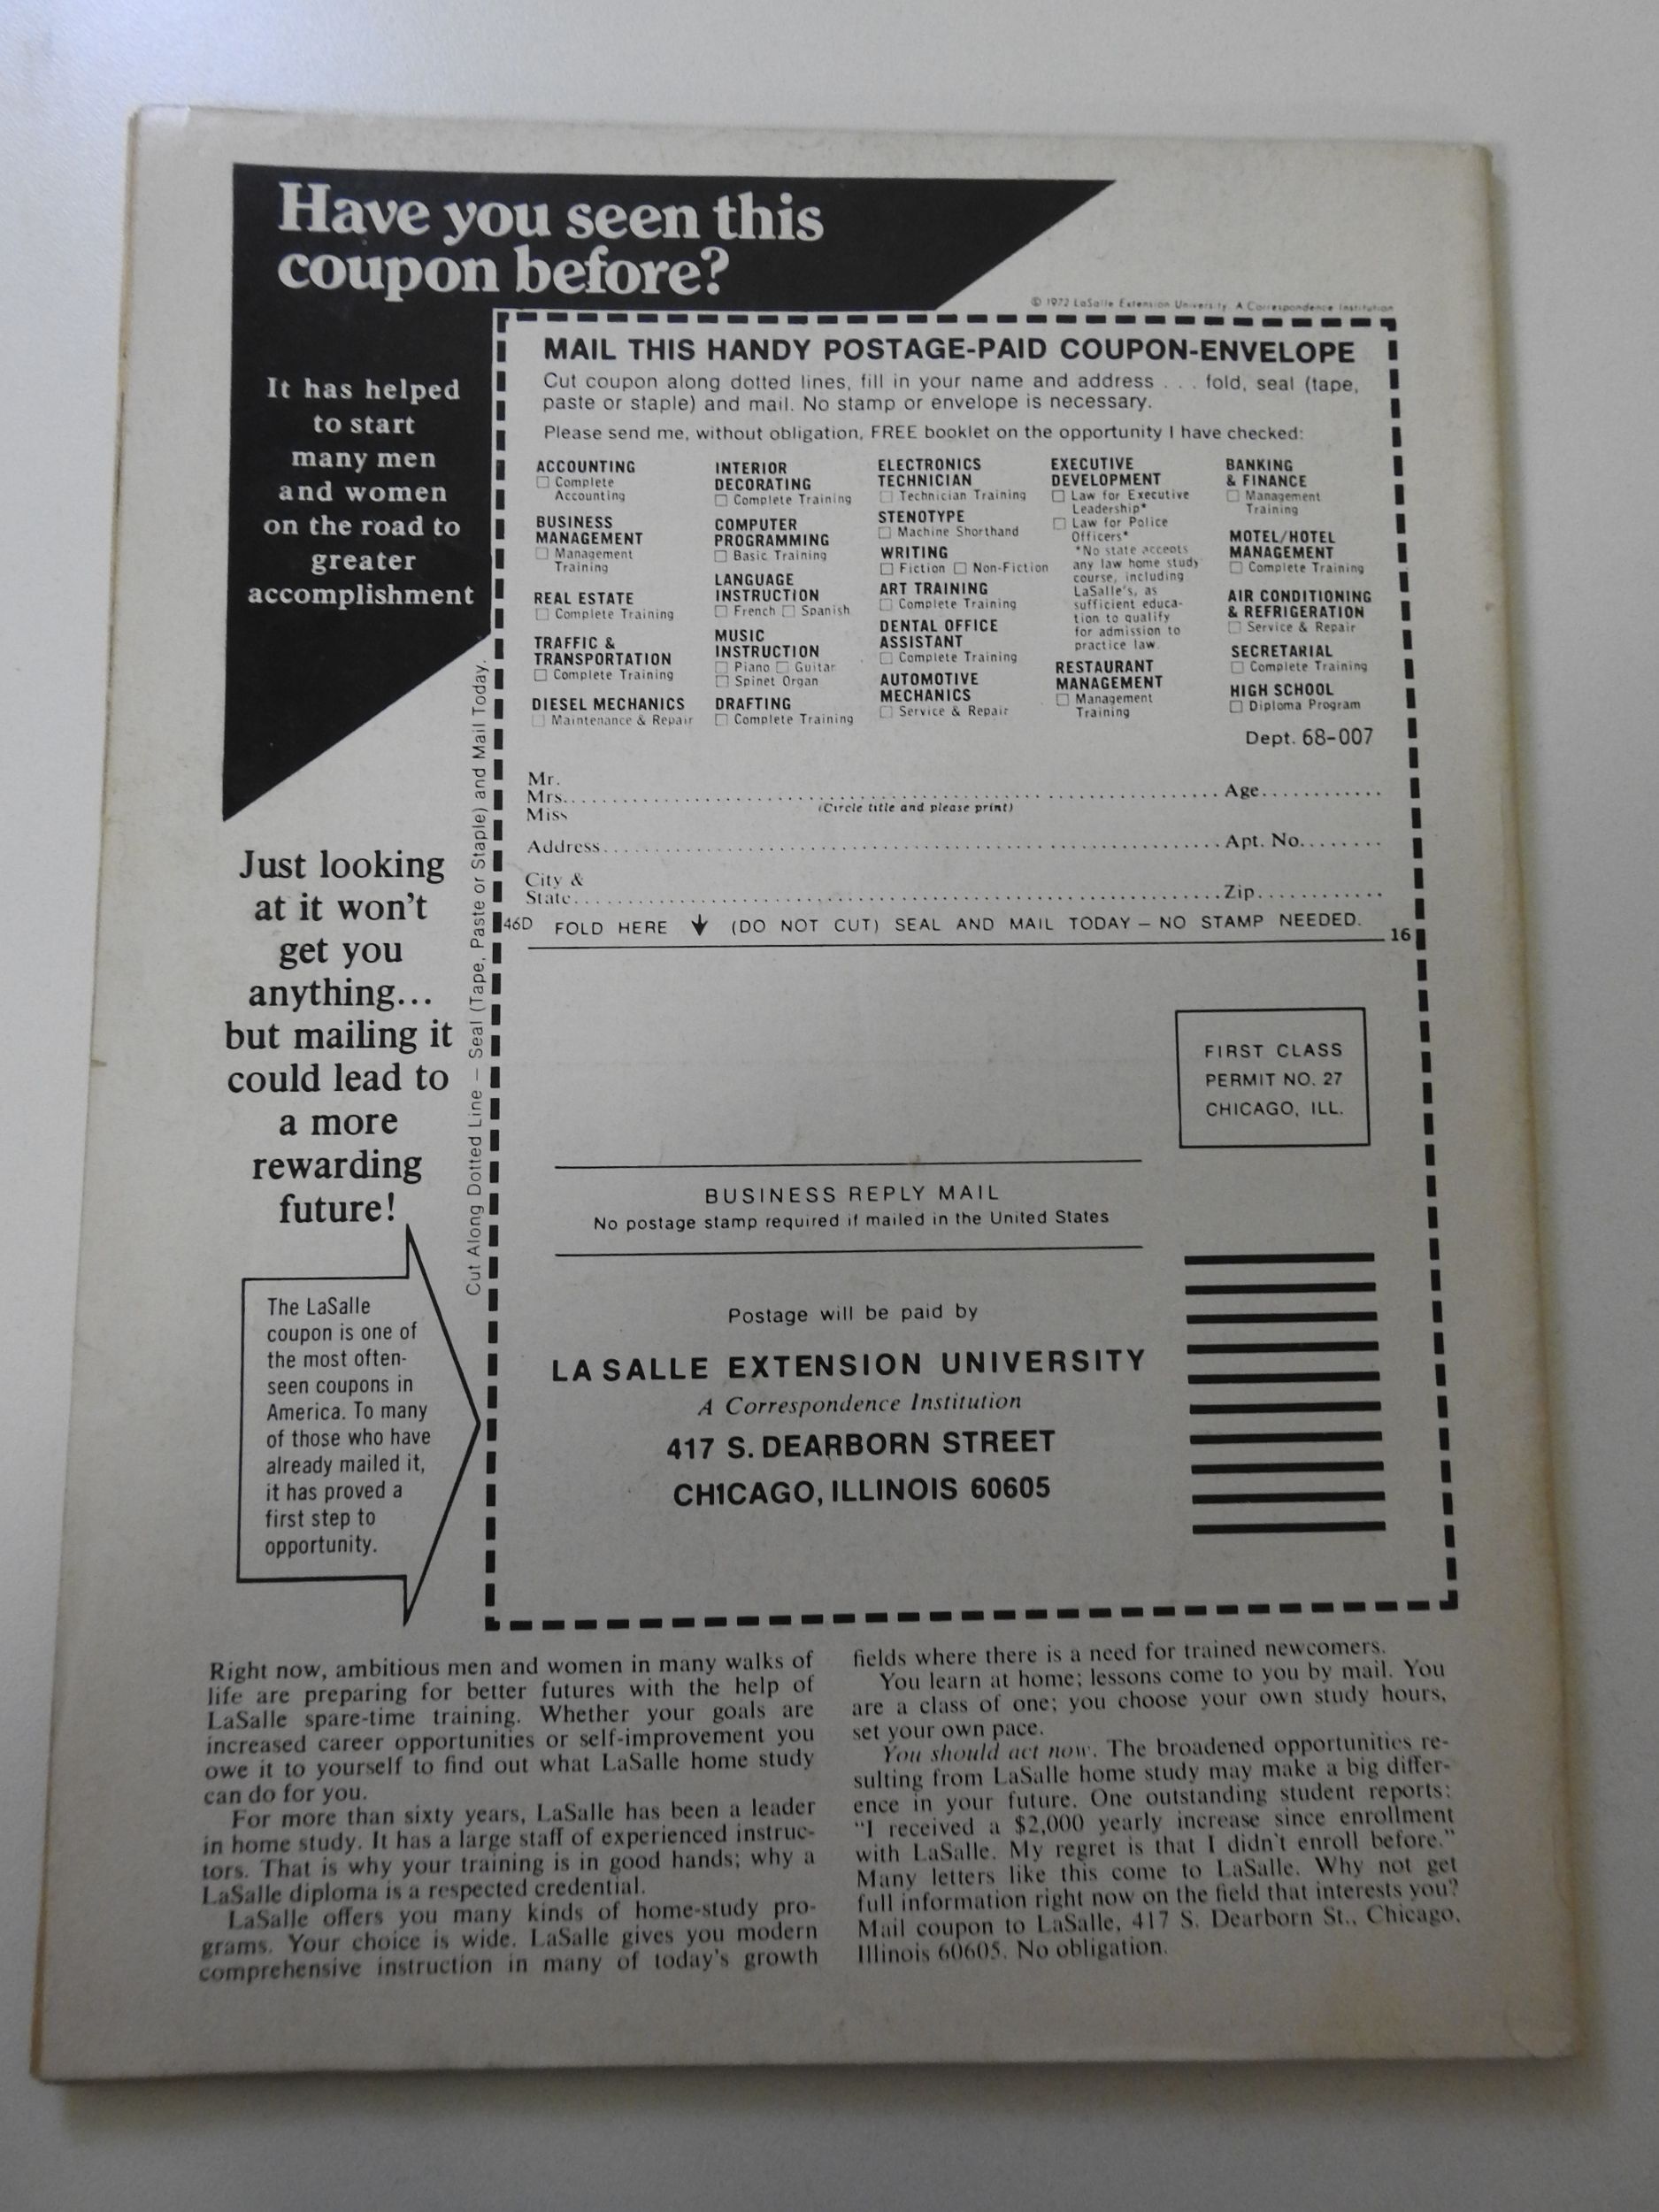 Have you seen this
coupon before?
It has helped
to start
many men
and women
on the road to
greater
accomplishment
Just looking
at it won't
get you
anything...
but mailing it
could lead to
a more
rewarding
future!
The LaSalle
coupon is one of
the most often-
seen coupons in
America. To many
of those who have
already mailed it,
it has proved a
first step to
opportunity.
Cut Along Dotted Line — Seal (Tape, Paste or Staple) and Mail Today.
© 1972 LaSalle Extension University. A Correspondence Institution
MAIL THIS HANDY POSTAGE-PAID COUPON-ENVELOPE
Cut coupon along dotted lines, fill in your name and address . . . fold, seal (tape,
paste or staple) and mail. No stamp or envelope is necessary.
Please send me, without obligation, FREE booklet on the opportunity I have checked:
ACCOUNTING
☐ Complete
Accounting
BUSINESS
MANAGEMENT
☐ Management
Training
REAL ESTATE
☐ Complete Training
TRAFFIC &
TRANSPORTATION
☐ Complete Training
DIESEL MECHANICS
☐ Maintenance & Repair
INTERIOR
DECORATING
☐ Complete Training
COMPUTER
PROGRAMMING
☐ Basic Training
LANGUAGE
INSTRUCTION
☐ French ☐ Spanish
MUSIC
INSTRUCTION
☐ Piano ☐ Guitar
☐ Spinet Organ
DRAFTING
☐ Complete Training
ELECTRONICS
TECHNICIAN
☐ Technician Training
STENOTYPE
☐ Machine Shorthand
WRITING
☐ Fiction ☐ Non-Fiction
ART TRAINING
☐ Complete Training
DENTAL OFFICE
ASSISTANT
☐ Complete Training
AUTOMOTIVE
MECHANICS
☐ Service & Repair
EXECUTIVE
DEVELOPMENT
☐ Law for Executive
Leadership*
☐ Law for Police
Officers*
*No state accepts
any law home study
course, including
LaSalle's, as
sufficient educa-
tion to qualify
for admission to
practice law.
RESTAURANT
MANAGEMENT
☐ Management
Training
BANKING
& FINANCE
☐ Management
Training
MOTEL/HOTEL
MANAGEMENT
☐ Complete Training
AIR CONDITIONING
& REFRIGERATION
☐ Service & Repair
SECRETARIAL
☐ Complete Training
HIGH SCHOOL
☐ Diploma Program
Dept. 68-007
Mr.
Mrs. Age
Miss (Circle title and please print)
Address Apt. No.
City &
State Zip
46D FOLD HERE ↓ (DO NOT CUT) SEAL AND MAIL TODAY – NO STAMP NEEDED.
16
FIRST CLASS
PERMIT NO. 27
CHICAGO, ILL.
BUSINESS REPLY MAIL
No postage stamp required if mailed in the United States
Postage will be paid by
LA SALLE EXTENSION UNIVERSITY
A Correspondence Institution
417 S. DEARBORN STREET
CHICAGO, ILLINOIS 60605
Right now, ambitious men and women in many walks of
life are preparing for better futures with the help of
LaSalle spare-time training. Whether your goals are
increased career opportunities or self-improvement you
owe it to yourself to find out what LaSalle home study
can do for you.
For more than sixty years, LaSalle has been a leader
in home study. It has a large staff of experienced instruc-
tors. That is why your training is in good hands; why a
LaSalle diploma is a respected credential.
LaSalle offers you many kinds of home-study pro-
grams. Your choice is wide. LaSalle gives you modern
comprehensive instruction in many of today's growth
fields where there is a need for trained newcomers.
You learn at home; lessons come to you by mail. You
are a class of one; you choose your own study hours,
set your own pace.
You should act now. The broadened opportunities re-
sulting from LaSalle home study may make a big differ-
ence in your future. One outstanding student reports:
"I received a $2,000 yearly increase since enrollment
with LaSalle. My regret is that I didn't enroll before."
Many letters like this come to LaSalle. Why not get
full information right now on the field that interests you?
Mail coupon to LaSalle, 417 S. Dearborn St., Chicago,
Illinois 60605. No obligation.